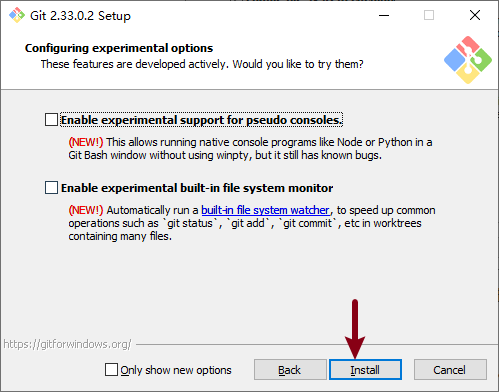 Git 2.33.0.2 Setup
Configuring experimental options
These features are developed actively. Would you like to try them?
Enable experimental support for pseudo consoles.
(NEW!) This allows running native console programs like Node or Python in a
Git Bash window without using winpty, but it still has known bugs.
Enable experimental built-in file system monitor
(NEW!) Automatically run a built-in file system watcher, to speed up common
operations such as `git status`, `git add`, `git commit`, etc in worktrees
containing many files.
https://gitforwindows.org/
Only show new options
Back
Install
Cancel